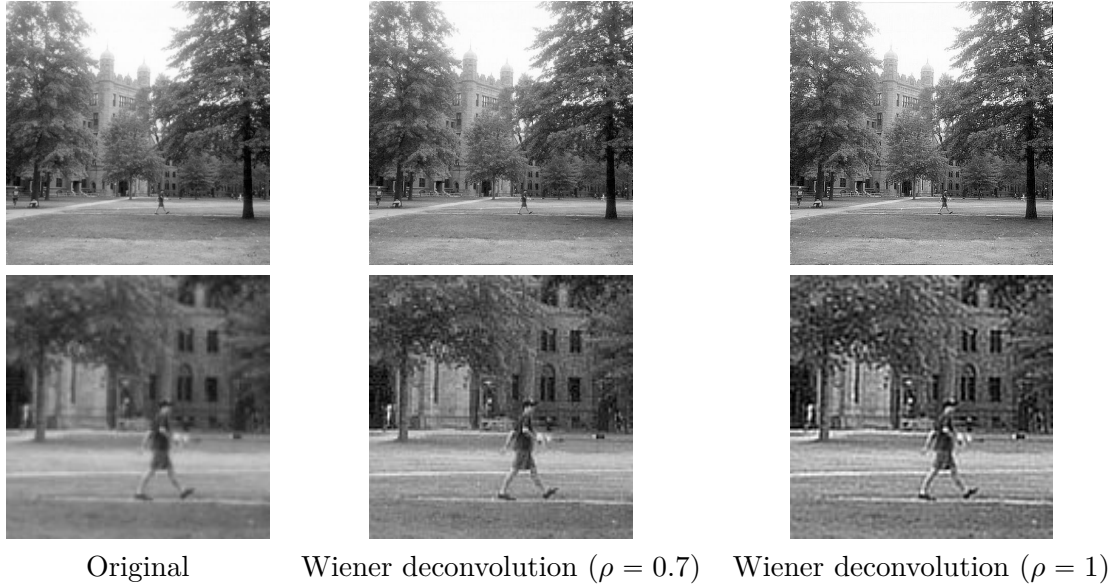 Original
Wiener deconvolution (ρ = 0.7)
Wiener deconvolution (ρ = 1)